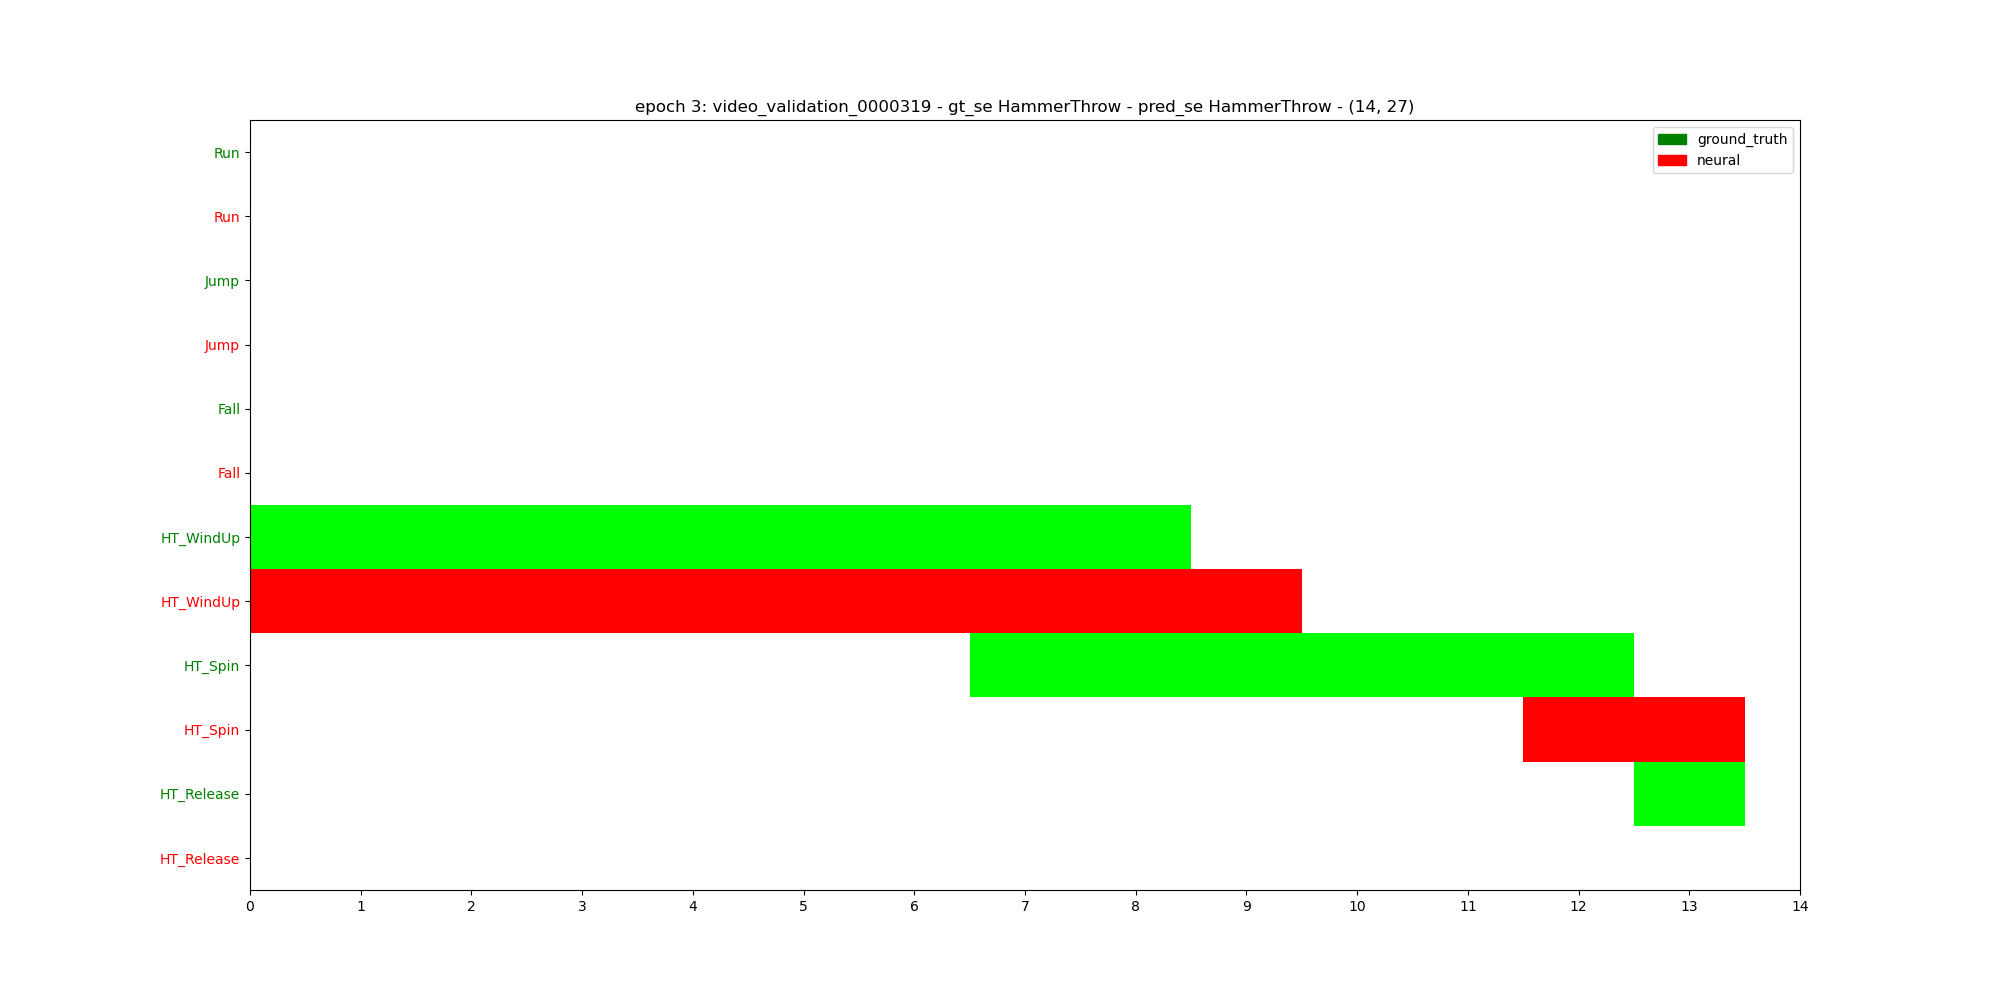 epoch 3: video_validation_0000319 - gt_se HammerThrow - pred_se HammerThrow - (14, 27)
ground_truth
neural
Run
Run
Jump
Jump
Fall
Fall
HT_WindUp
HT_WindUp
HT_Spin
HT_Spin
HT_Release
HT_Release
0 1 2 3 4 5 6 7 8 9 10 11 12 13 14